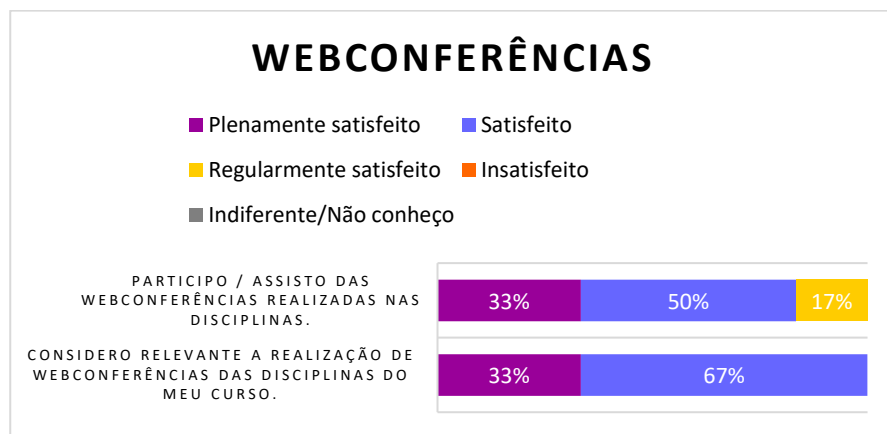 WEBCONFERÊNCIAS
Plenamente satisfeito Satisfeito
Regularmente satisfeito Insatisfeito
Indiferente/Não conheço
PARTICIPO / ASSISTO DAS
WEBCONFERÊNCIAS REALIZADAS NAS
DISCIPLINAS.
33% 50% 17%
CONSIDERO RELEVANTE A REALIZAÇÃO DE
WEBCONFERÊNCIAS DAS DISCIPLINAS DO
MEU CURSO.
33% 67%